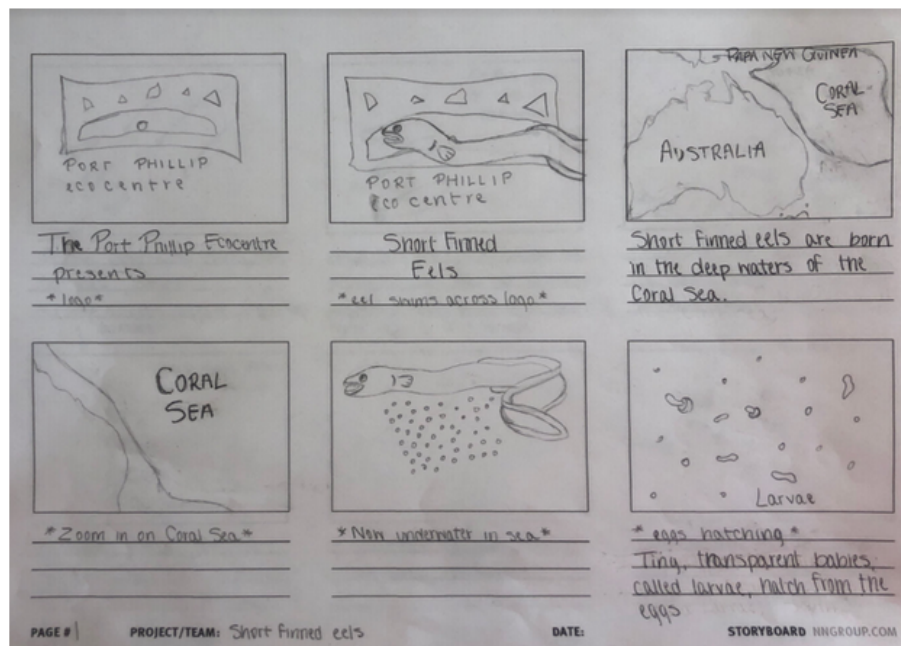 PORT PHILLIP
ecocentre
The Port Phillip Ecocentre
presents
*logo*
PORT PHILLIP
eco centre
Short Finned
Eels
*eel swims across logo*
PAPA NEW GUINEA
CORAL
SEA
AUSTRALIA
Short finned eels are born
in the deep waters of the
Coral Sea.
CORAL
SEA
*Zoom in on Coral Sea*
*Now underwater in sea*
Larvae
*eggs hatching*
Tiny, transparent babies,
called larvae, hatch from the
eggs
PAGE # 1 PROJECT/TEAM: Short finned eels DATE: STORYBOARD NNGROUP.COM